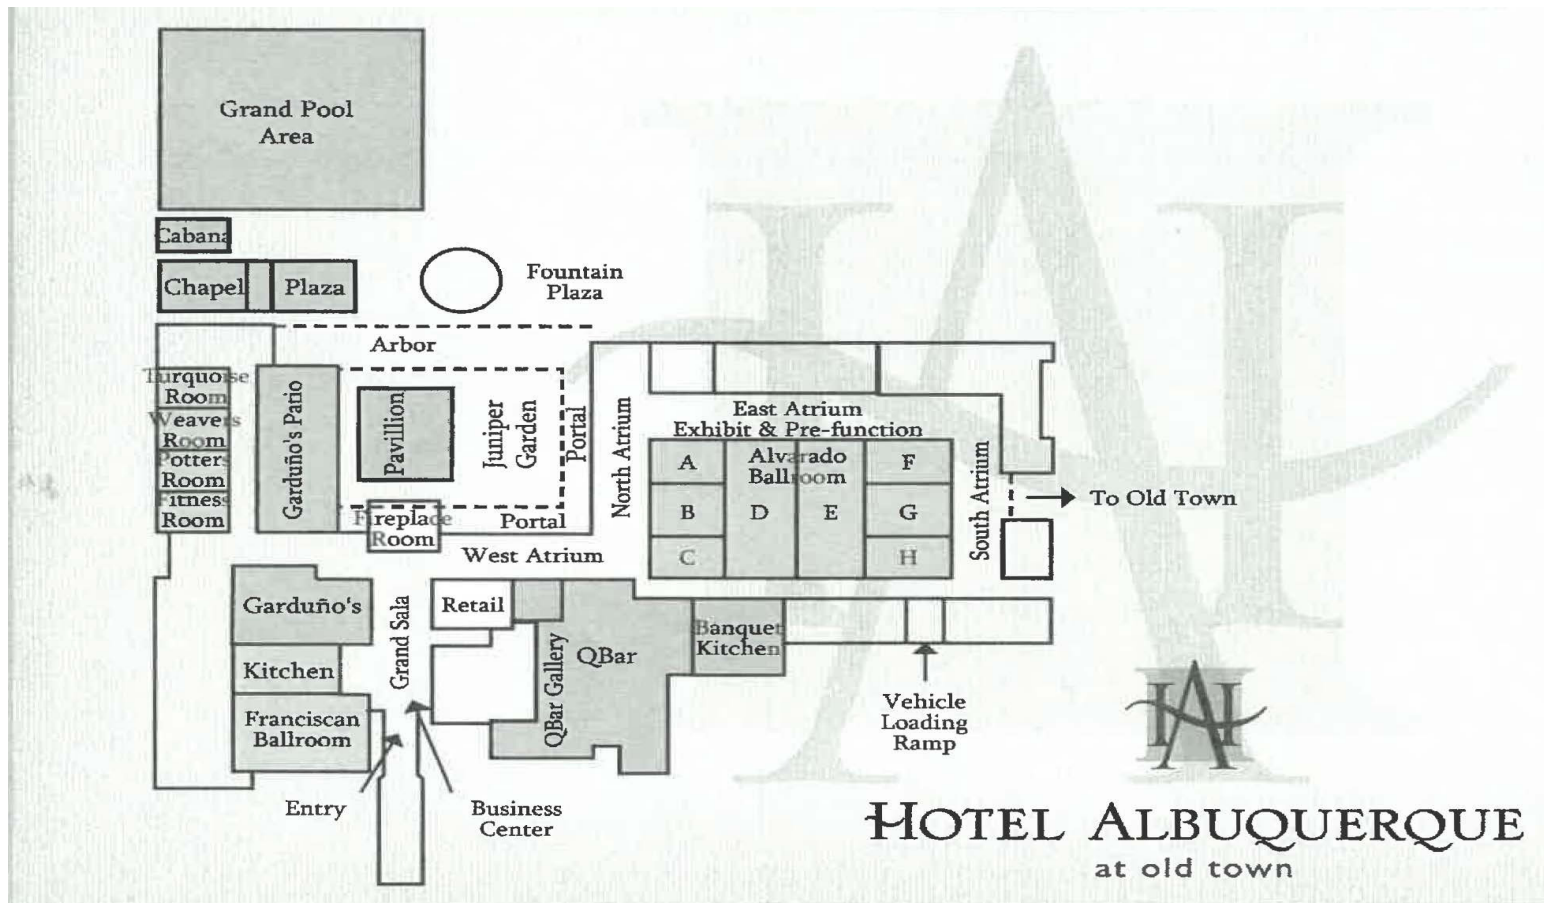 Grand Pool
Area
Cabana
Chapel
Plaza
Fountain
Plaza
Arbor
Turquoise
Room
Weavers
Room
Potters
Room
Fitness
Room
Garduño's Patio
Pavillion
Juniper
Garden
Portal
North Atrium
East Atrium
Exhibit & Pre-function
Alvarado
Ballroom
A
B
C
D
E
F
G
H
South Atrium
To Old Town
Fireplace
Room
Portal
West Atrium
Garduño's
Kitchen
Franciscan
Ballroom
Grand Sala
Retail
QBar Gallery
QBar
Banquet
Kitchen
Vehicle
Loading
Ramp
Entry
Business
Center
HA
HOTEL ALBUQUERQUE
at old town